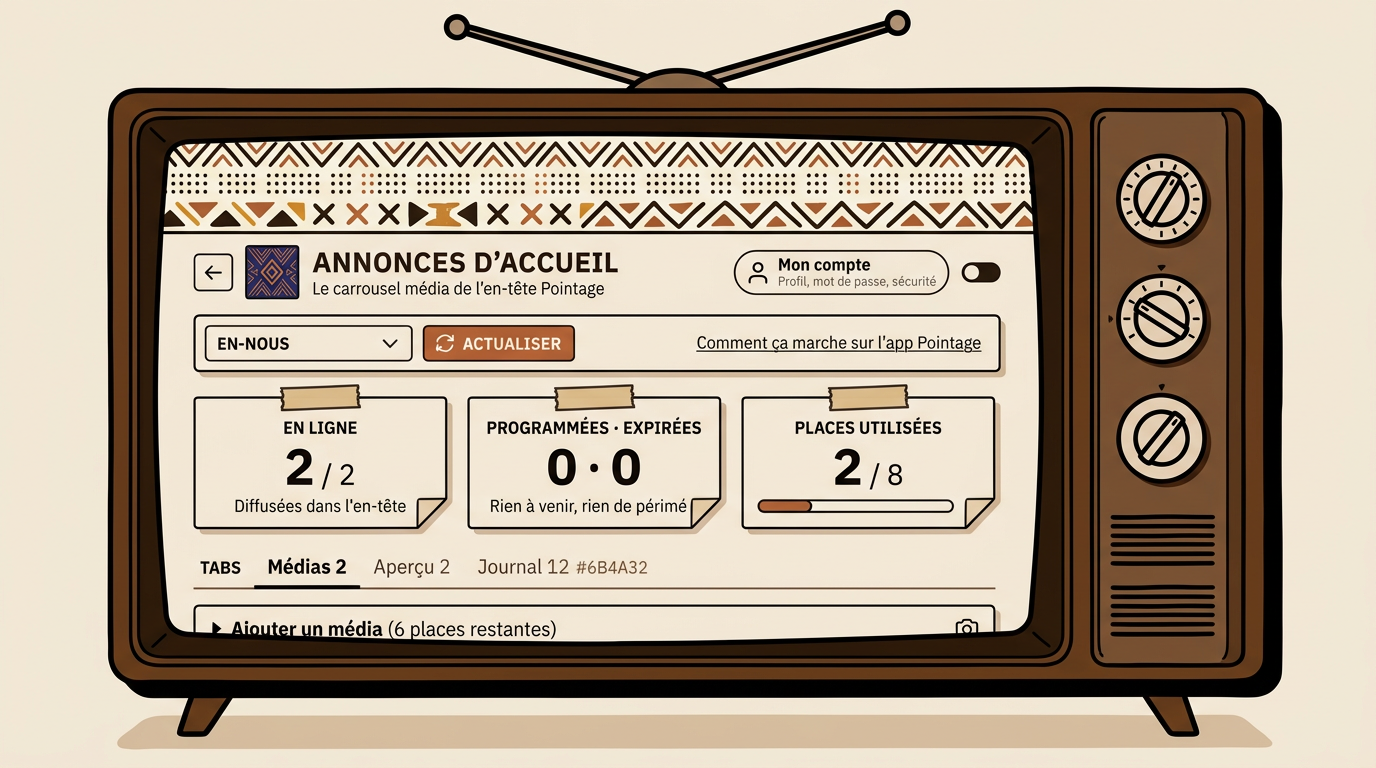 ANNONCES D’ACCUEIL
Le carrousel média de l’en-tête Pointage
Mon compte
Profil, mot de passe, sécurité
EN-NOUS
ACTUALISER
Comment ça marche sur l’app Pointage
EN LIGNE
2 / 2
Diffusées dans l'en-tête
PROGRAMMÉES · EXPIRÉES
0 · 0
Rien à venir, rien de périmé
PLACES UTILISÉES
2 / 8
TABS Médias 2 Aperçu 2 Journal 12 #6B4A32
Ajouter un média (6 places restantes)